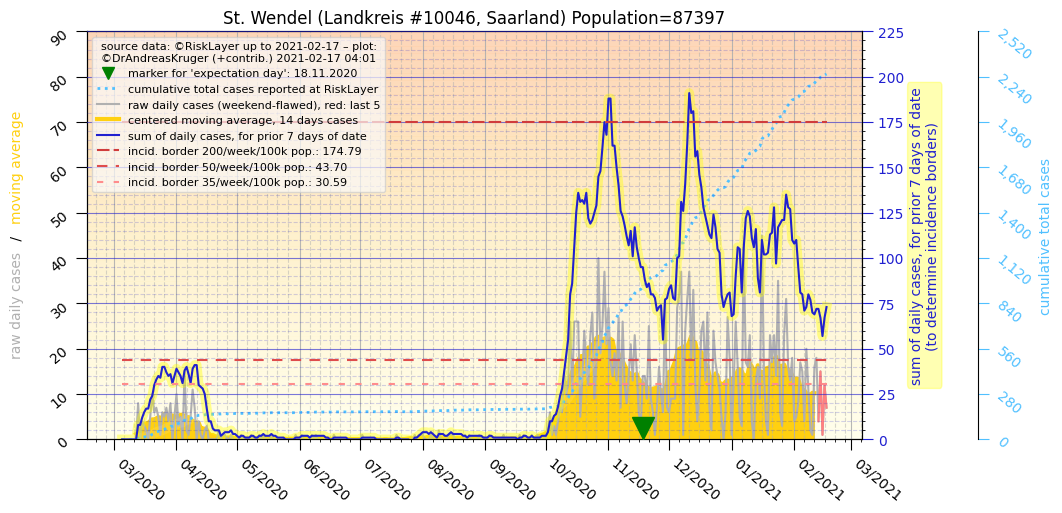 St. Wendel (Landkreis #10046, Saarland) Population=87397
source data: ©RiskLayer up to 2021-02-17 – plot:
©DrAndreasKruger (+contrib.) 2021-02-17 04:01
marker for 'expectation day': 18.11.2020
cumulative total cases reported at RiskLayer
raw daily cases (weekend-flawed), red: last 5
centered moving average, 14 days cases
sum of daily cases, for prior 7 days of date
incid. border 200/week/100k pop.: 174.79
incid. border 50/week/100k pop.: 43.70
incid. border 35/week/100k pop.: 30.59
raw daily cases / moving average
90
80
70
60
50
40
30
20
10
0
03/2020
04/2020
05/2020
06/2020
07/2020
08/2020
09/2020
10/2020
11/2020
12/2020
01/2021
02/2021
03/2021
225
200
175
150
125
100
75
50
25
0
sum of daily cases, for prior 7 days of date
(to determine incidence borders)
2,520
2,240
1,960
1,680
1,400
1,120
840
560
280
0
cumulative total cases